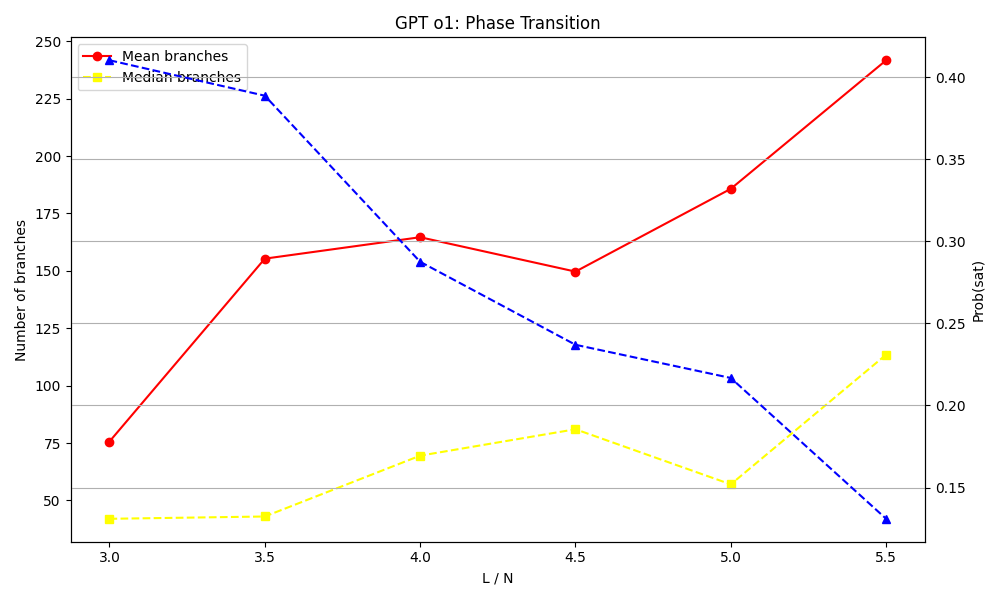 GPT o1: Phase Transition
Mean branches
Median branches
250
225
200
175
150
125
100
75
50
Number of branches
0.40
0.35
0.30
0.25
0.20
0.15
Prob(sat)
3.0 3.5 4.0 4.5 5.0 5.5
L / N